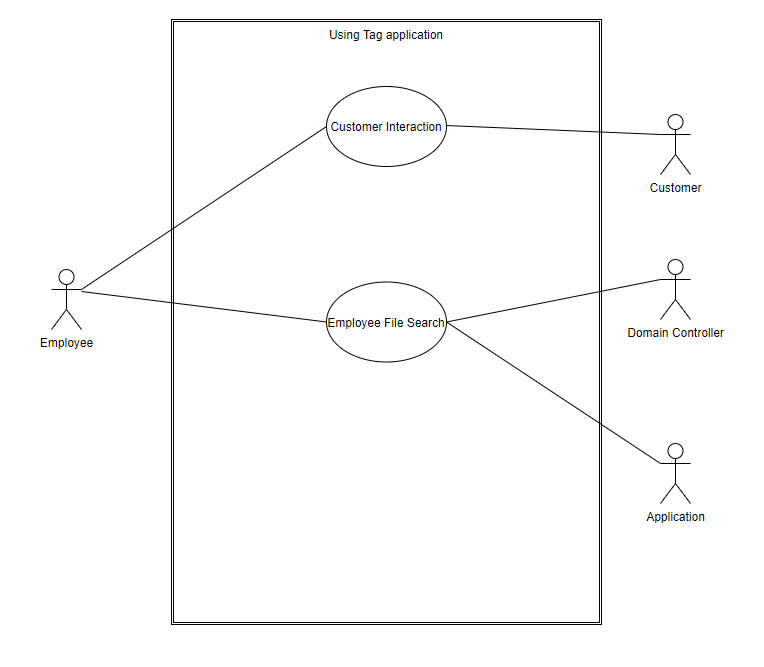 Using Tag application
Customer Interaction
Customer
Employee
Employee File Search
Domain Controller
Application